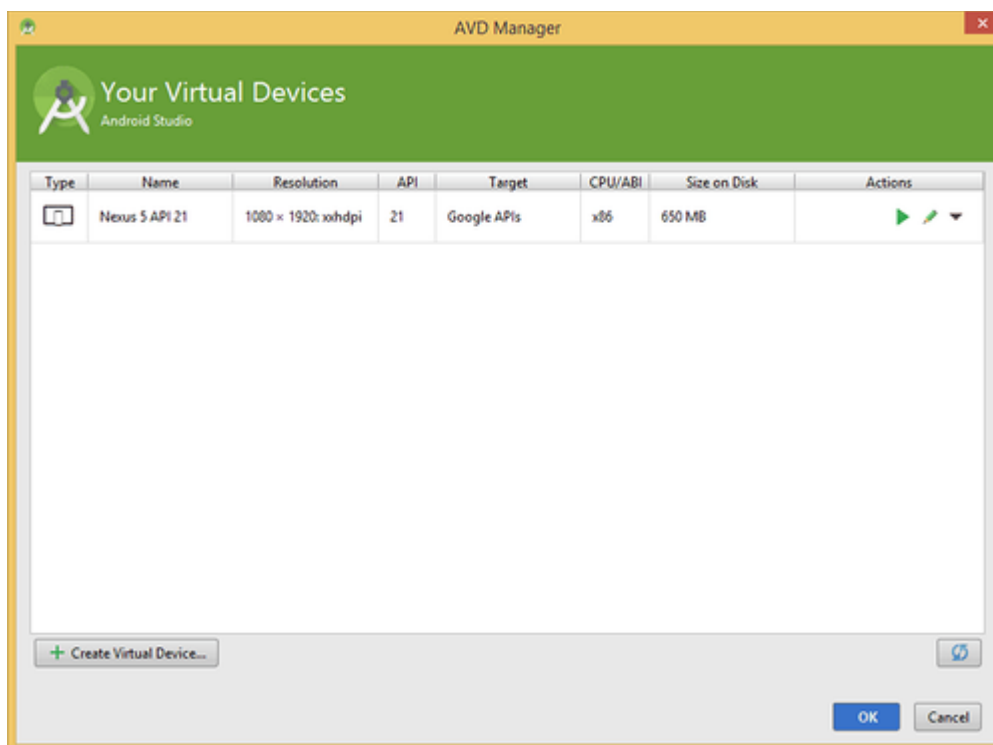 AVD Manager
Your Virtual Devices
Android Studio
Type Name Resolution API Target CPU/ABI Size on Disk Actions
Nexus 5 API 21 1080 × 1920: xxhdpi 21 Google APIs x86 650 MB
Create Virtual Device...
OK Cancel